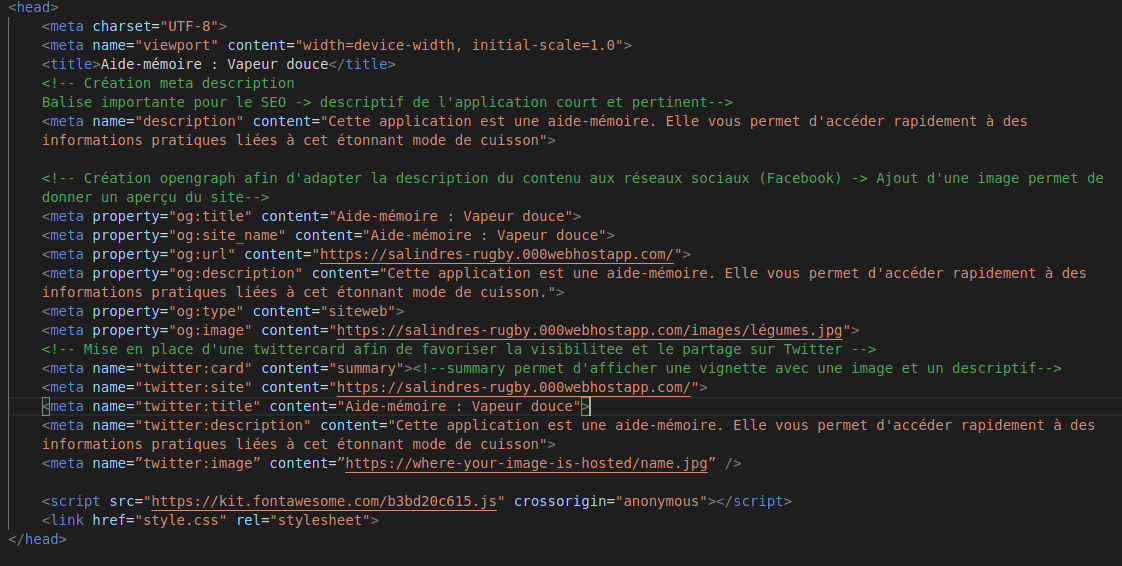 <head>
<meta charset="UTF-8">
<meta name="viewport" content="width=device-width, initial-scale=1.0">
<title>Aide-mémoire : Vapeur douce</title>
<!-- Création meta description
Balise importante pour le SEO -> descriptif de l'application court et pertinent-->
<meta name="description" content="Cette application est une aide-mémoire. Elle vous permet d'accéder rapidement à des
informations pratiques liées à cet étonnant mode de cuisson">
<!-- Création opengraph afin d'adapter la description du contenu aux réseaux sociaux (Facebook) -> Ajout d'une image permet de
donner un aperçu du site-->
<meta property="og:title" content="Aide-mémoire : Vapeur douce">
<meta property="og:site_name" content="Aide-mémoire : Vapeur douce">
<meta property="og:url" content="https://salindres-rugby.000webhostapp.com/">
<meta property="og:description" content="Cette application est une aide-mémoire. Elle vous permet d'accéder rapidement à des
informations pratiques liées à cet étonnant mode de cuisson.">
<meta property="og:type" content="siteweb">
<meta property="og:image" content="https://salindres-rugby.000webhostapp.com/images/légumes.jpg">
<!-- Mise en place d'une twittercard afin de favoriser la visibilitee et le partage sur Twitter -->
<meta name="twitter:card" content="summary"><!--summary permet d'afficher une vignette avec une image et un descriptif-->
<meta name="twitter:site" content="https://salindres-rugby.000webhostapp.com/">
<meta name="twitter:title" content="Aide-mémoire : Vapeur douce">
<meta name="twitter:description" content="Cette application est une aide-mémoire. Elle vous permet d'accéder rapidement à des
informations pratiques liées à cet étonnant mode de cuisson">
<meta name=”twitter:image” content=”https://where-your-image-is-hosted/name.jpg” />
<script src="https://kit.fontawesome.com/b3bd20c615.js" crossorigin="anonymous"></script>
<link href="style.css" rel="stylesheet">
</head>